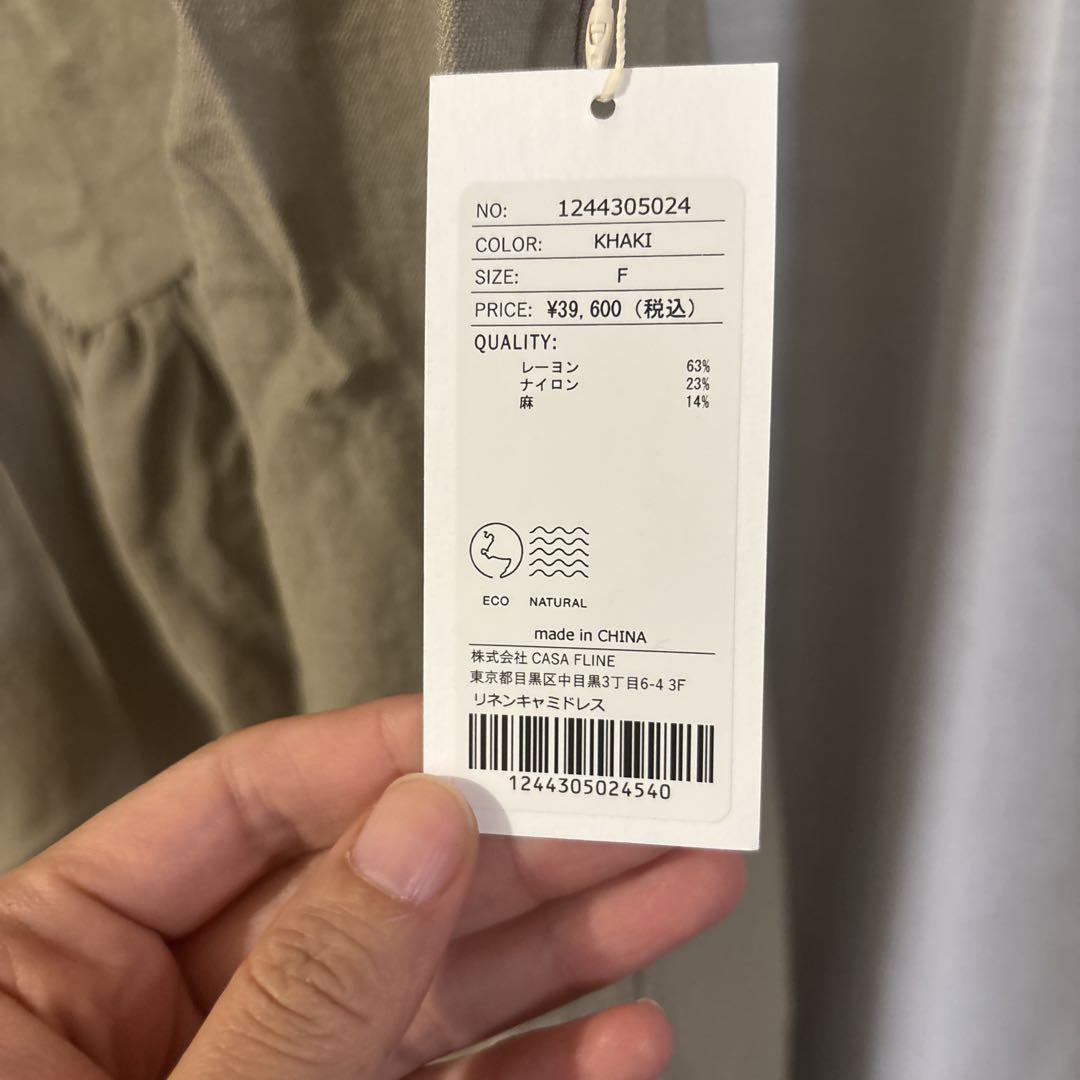 NO: 1244305024
COLOR: KHAKI
SIZE: F
PRICE: ¥39,600（税込）
QUALITY:
レーヨン 63%
ナイロン 23%
麻 14%
ECO NATURAL
made in CHINA
株式会社 CASA FLINE
東京都目黒区中目黒3丁目6-4 3F
リネンキャミドレス
1244305024540